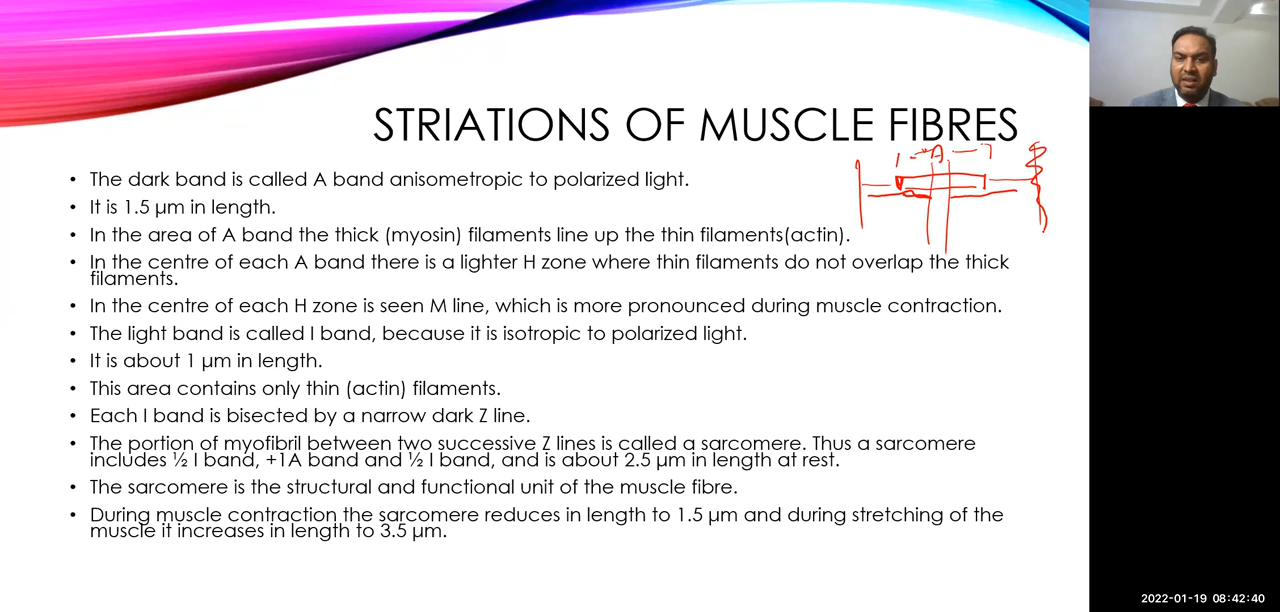 STRIATIONS OF MUSCLE FIBRES
A
• The dark band is called A band anisometropic to polarized light.
• It is 1.5 µm in length.
• In the area of A band the thick (myosin) filaments line up the thin filaments(actin).
• In the centre of each A band there is a lighter H zone where thin filaments do not overlap the thick
filaments.
• In the centre of each H zone is seen M line, which is more pronounced during muscle contraction.
• The light band is called I band, because it is isotropic to polarized light.
• It is about 1 µm in length.
• This area contains only thin (actin) filaments.
• Each I band is bisected by a narrow dark Z line.
• The portion of myofibril between two successive Z lines is called a sarcomere. Thus a sarcomere
includes ½ I band, +1A band and ½ I band, and is about 2.5 µm in length at rest.
• The sarcomere is the structural and functional unit of the muscle fibre.
• During muscle contraction the sarcomere reduces in length to 1.5 µm and during stretching of the
muscle it increases in length to 3.5 µm.
2022-01-19 08:42:40